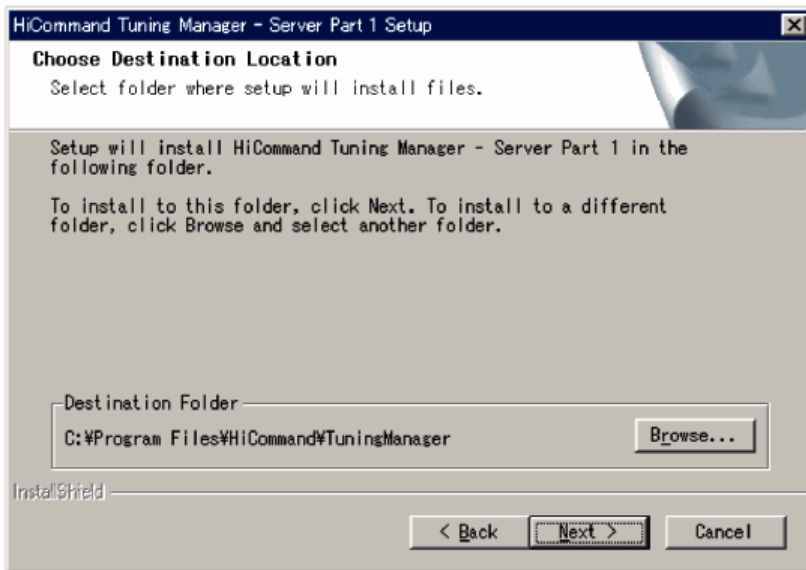 HiCommand Tuning Manager - Server Part 1 Setup
Choose Destination Location
Select folder where setup will install files.
Setup will install HiCommand Tuning Manager - Server Part 1 in the
following folder.
To install to this folder, click Next. To install to a different
folder, click Browse and select another folder.
Destination Folder
C:¥Program Files¥HiCommand¥TuningManager
Browse...
InstallShield
< Back
Next >
Cancel